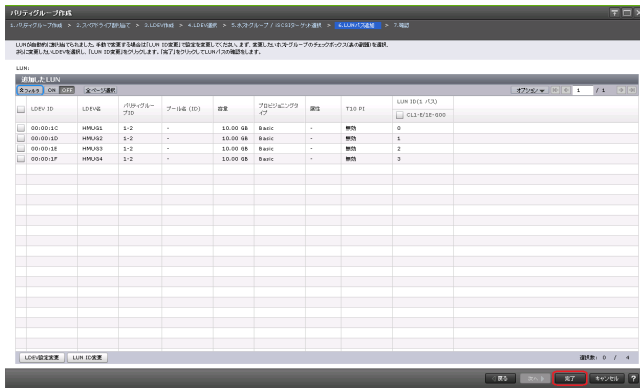 パリティグループ作成
1.パリティグループ作成 > 2.スペアドライブ割り当て > 3.LDEV作成 > 4.LDEV選択 > 5.ホストグループ / iSCSIターゲット選択 > 6.LUNパス追加 > 7.確認
LUNが自動的に割り当てられました。手動で変更する場合は「LUN ID変更」で設定を変更してください。まず、変更したいホストグループのチェックボックス(表の範囲)を選択、
さらに変更したいLDEVを選択し、「LUN ID変更」をクリックします。「完了」をクリックしてLUNパスの確認をします。
LUN:
追加したLUN
フィルタ ON OFF 全ページ選択 オプション 1 / 1
LDEV ID LDEV名 パリティグループID プール名 (ID) 容量 プロビジョニングタイプ 属性 T10 PI LUN ID(1 パス)
CL1-E/1E-G00
00:00:1C HMUG1 1-2 - 10.00 GB Basic - 無効 0
00:00:1D HMUG2 1-2 - 10.00 GB Basic - 無効 1
00:00:1E HMUG3 1-2 - 10.00 GB Basic - 無効 2
00:00:1F HMUG4 1-2 - 10.00 GB Basic - 無効 3
LDEV設定変更 LUN ID変更 選択数: 0 / 4
戻る 次へ 完了 キャンセル ?